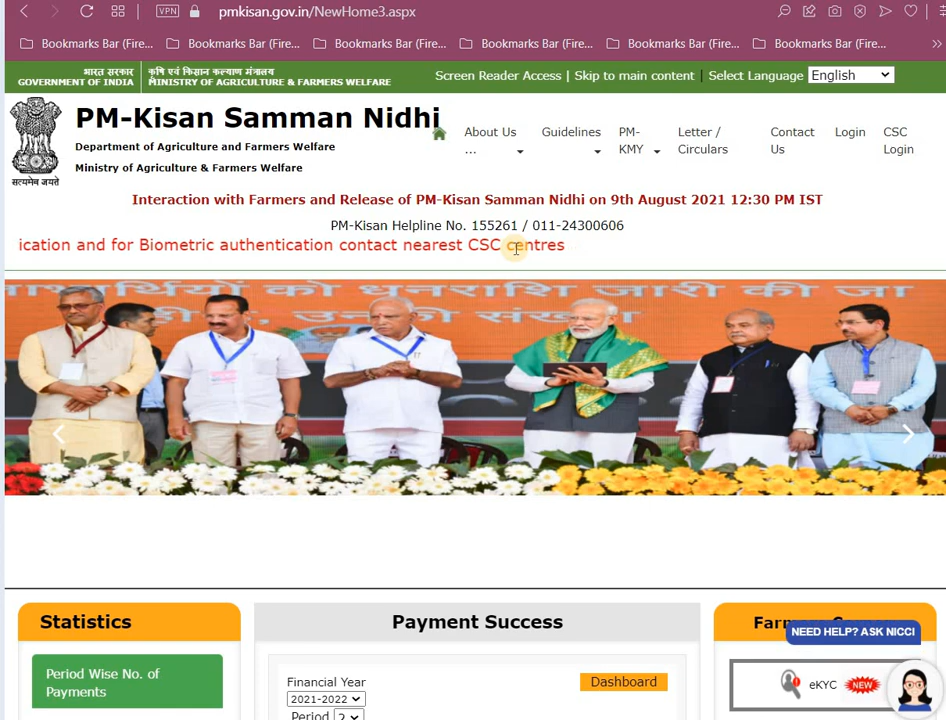 pmkisan.gov.in/NewHome3.aspx
VPN
Bookmarks Bar (Fire... Bookmarks Bar (Fire... Bookmarks Bar (Fire... Bookmarks Bar (Fire... Bookmarks Bar (Fire... Bookmarks Bar (Fire...
भारत सरकार
GOVERNMENT OF INDIA
कृषि एवं किसान कल्याण मंत्रालय
MINISTRY OF AGRICULTURE & FARMERS WELFARE
Screen Reader Access | Skip to main content | Select Language English
PM-Kisan Samman Nidhi
Department of Agriculture and Farmers Welfare
Ministry of Agriculture & Farmers Welfare
सत्यमेव जयते
About Us ...
Guidelines
PM-KMY
Letter / Circulars
Contact Us
Login
CSC Login
Interaction with Farmers and Release of PM-Kisan Samman Nidhi on 9th August 2021 12:30 PM IST
PM-Kisan Helpline No. 155261 / 011-24300606
ication and for Biometric authentication contact nearest CSC centres
को धनराशि जारी की जा
उनकी संख्या
Statistics
Period Wise No. of
Payments
Payment Success
Financial Year
2021-2022
Period 2
Dashboard
NEED HELP? ASK NICCI
eKYC NEW